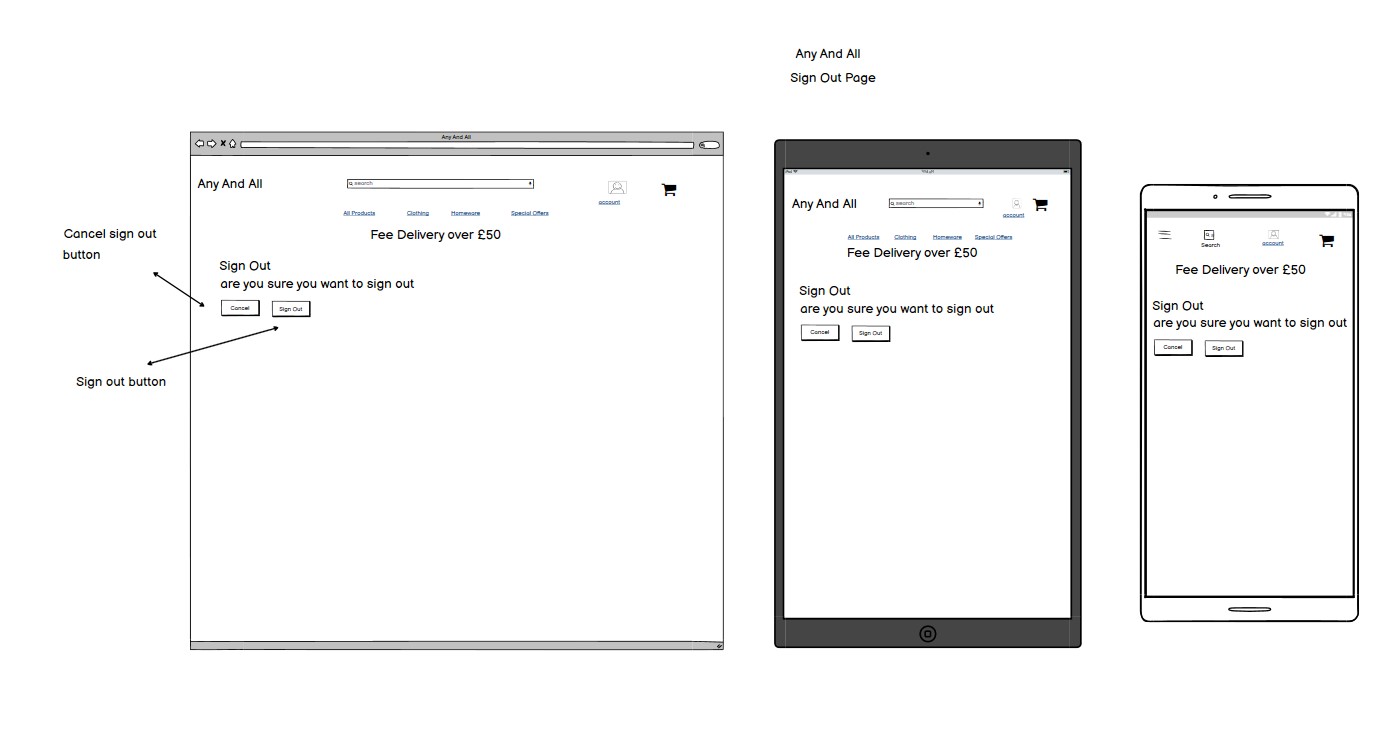 Any And All
Sign Out Page
Any And All
Any And All
search
account
All Products
Clothing
Homeware
Special Offers
Fee Delivery over £50
Sign Out
are you sure you want to sign out
Cancel
Sign Out
Cancel sign out
button
Sign out button
Any And All
search
account
All Products
Clothing
Homeware
Special Offers
Fee Delivery over £50
Sign Out
are you sure you want to sign out
Cancel
Sign Out
Search
account
Fee Delivery over £50
Sign Out
are you sure you want to sign out
Cancel
Sign Out